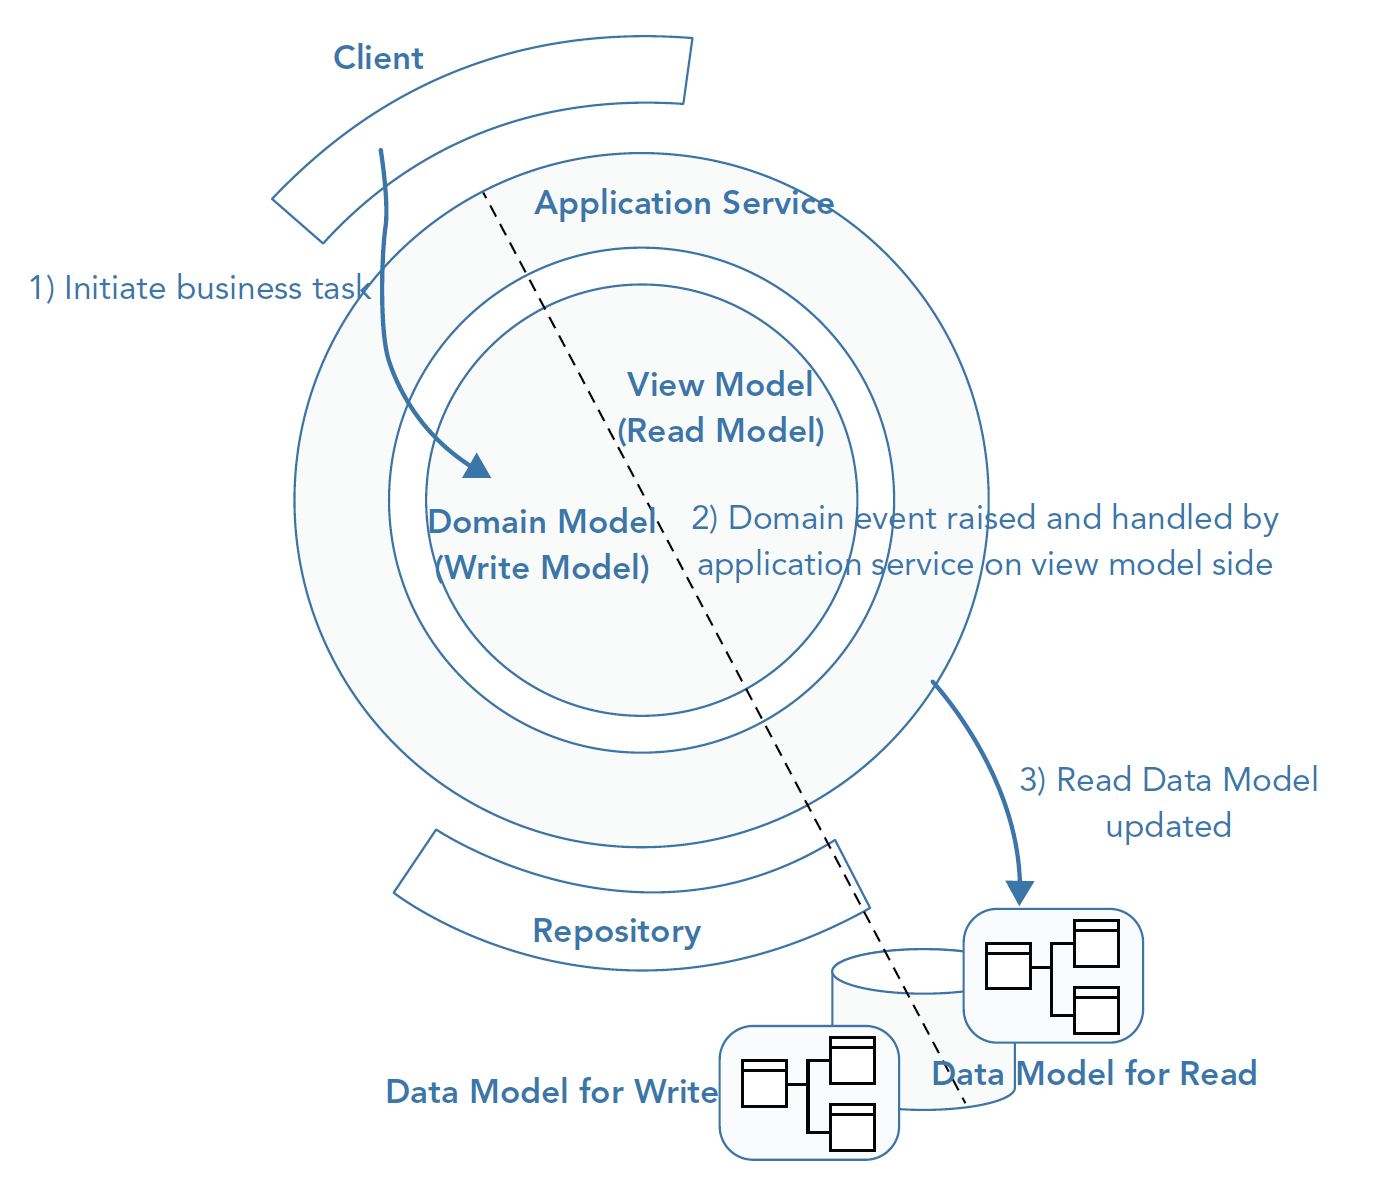 Client
Application Service
1) Initiate business task
View Model
(Read Model)
Domain Model
(Write Model)
2) Domain event raised and handled by
application service on view model side
3) Read Data Model
updated
Repository
Data Model for Read
Data Model for Write